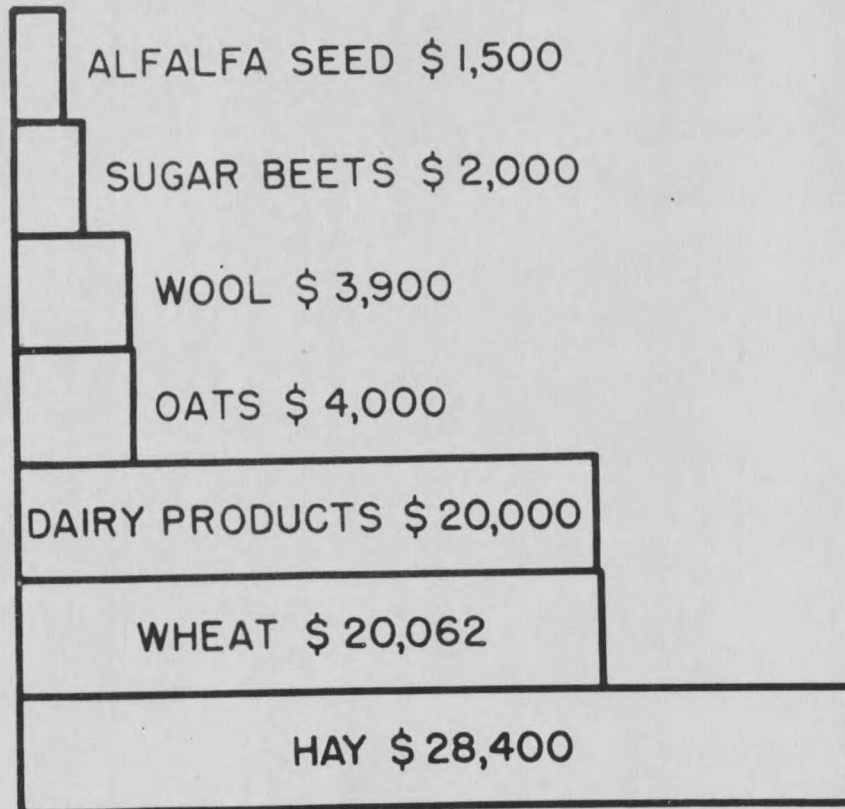 ALFALFA SEED $ 1,500
SUGAR BEETS $ 2,000
WOOL $ 3,900
OATS $ 4,000
DAIRY PRODUCTS $ 20,000
WHEAT $ 20,062
HAY $ 28,400